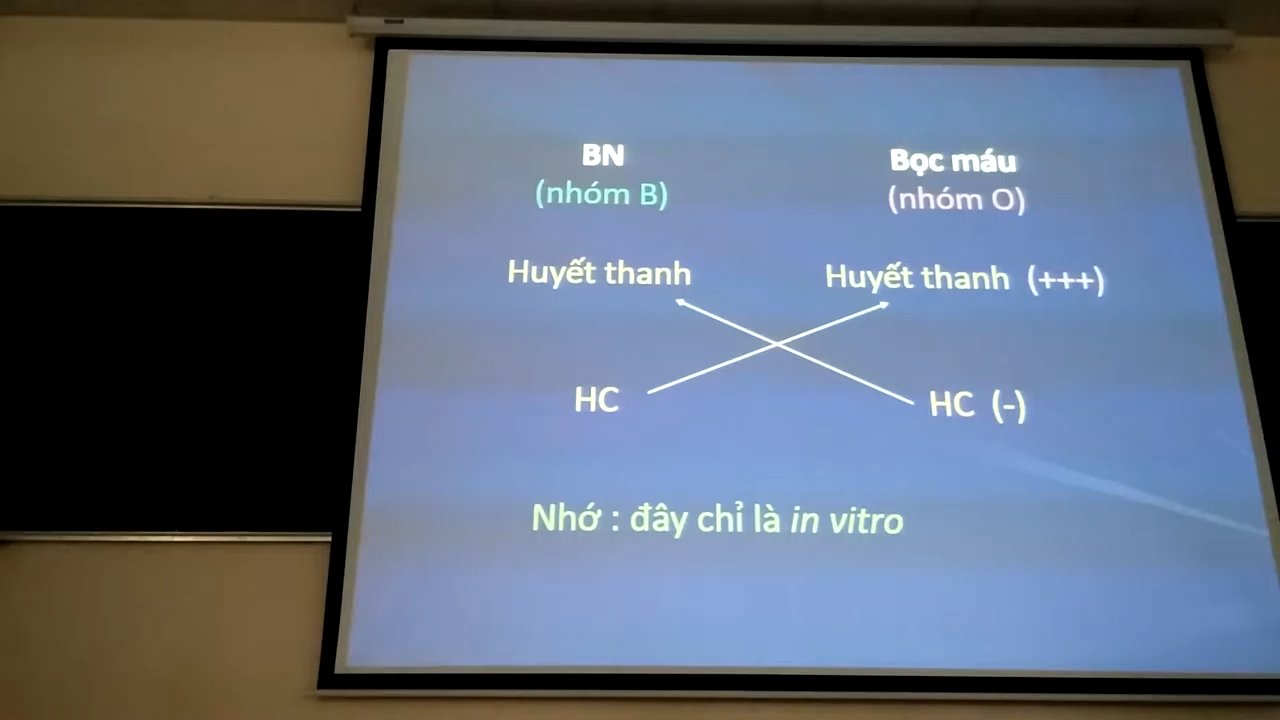 BN
(nhóm B)
Bọc máu
(nhóm O)
Huyết thanh
Huyết thanh (+++)
HC
HC (-)
Nhớ : đây chỉ là in vitro